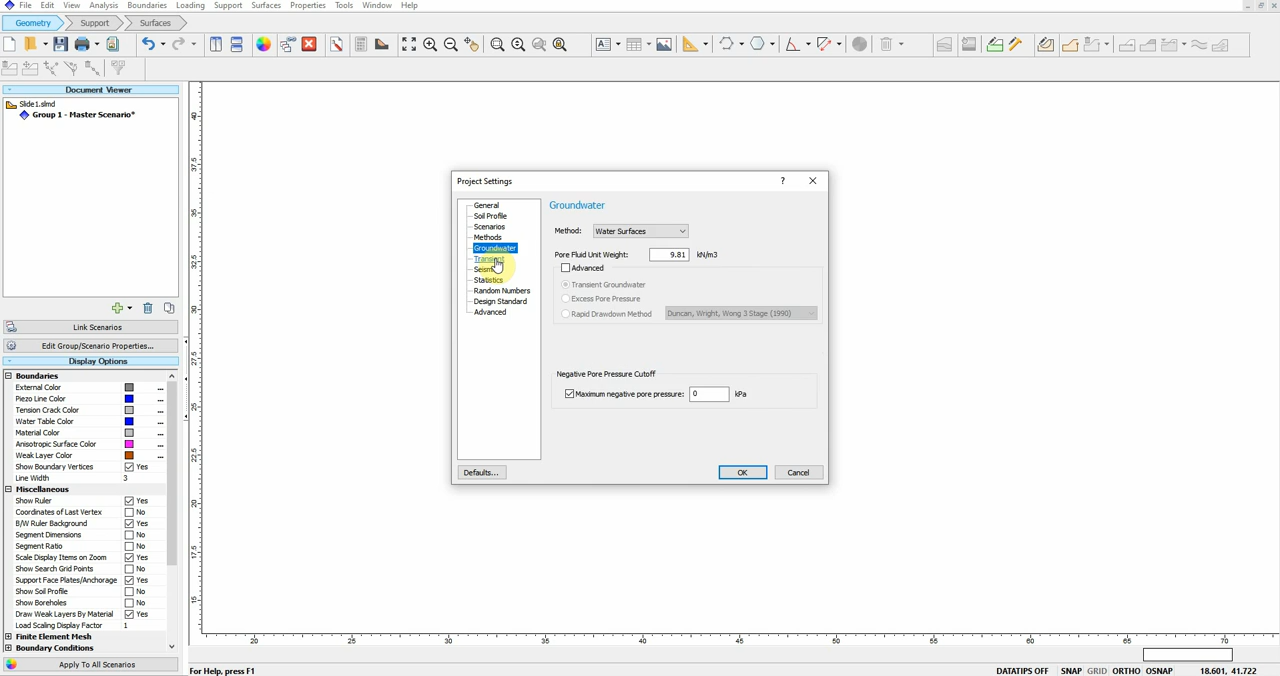 File Edit View Analysis Boundaries Loading Support Surfaces Properties Tools Window Help
Geometry Support Surfaces
Document Viewer
Slide1.slmd
Group 1 - Master Scenario*
Link Scenarios
Edit Group/Scenario Properties...
Display Options
Boundaries
External Color ...
Piezo Line Color ...
Tension Crack Color ...
Water Table Color ...
Material Color ...
Anisotropic Surface Color ...
Weak Layer Color ...
Show Boundary Vertices Yes
Line Width 3
Miscellaneous
Show Ruler Yes
Coordinates of Last Vertex No
B/W Ruler Background Yes
Segment Dimensions No
Segment Ratio No
Scale Display Items on Zoom Yes
Show Search Grid Points No
Support Face Plates/Anchorage Yes
Show Soil Profile No
Show Boreholes No
Draw Weak Layers By Material Yes
Load Scaling Display Factor 1
Finite Element Mesh
Boundary Conditions
Apply To All Scenarios
40
37.5
35
32.5
30
27.5
25
22.5
20
17.5
15
Project Settings ?
General
Soil Profile
Scenarios
Methods
Groundwater
Transient
Seismic
Statistics
Random Numbers
Design Standard
Advanced
Defaults...
Groundwater
Method: Water Surfaces
Pore Fluid Unit Weight: 9.81 kN/m3
Advanced
Transient Groundwater
Excess Pore Pressure
Rapid Drawdown Method Duncan, Wright, Wong 3 Stage (1990)
Negative Pore Pressure Cutoff
Maximum negative pore pressure: 0 kPa
OK Cancel
20 25 30 35 40 45 50 55 60 65 70
For Help, press F1 DATATIPS OFF SNAP GRID ORTHO OSNAP 18.601, 41.722